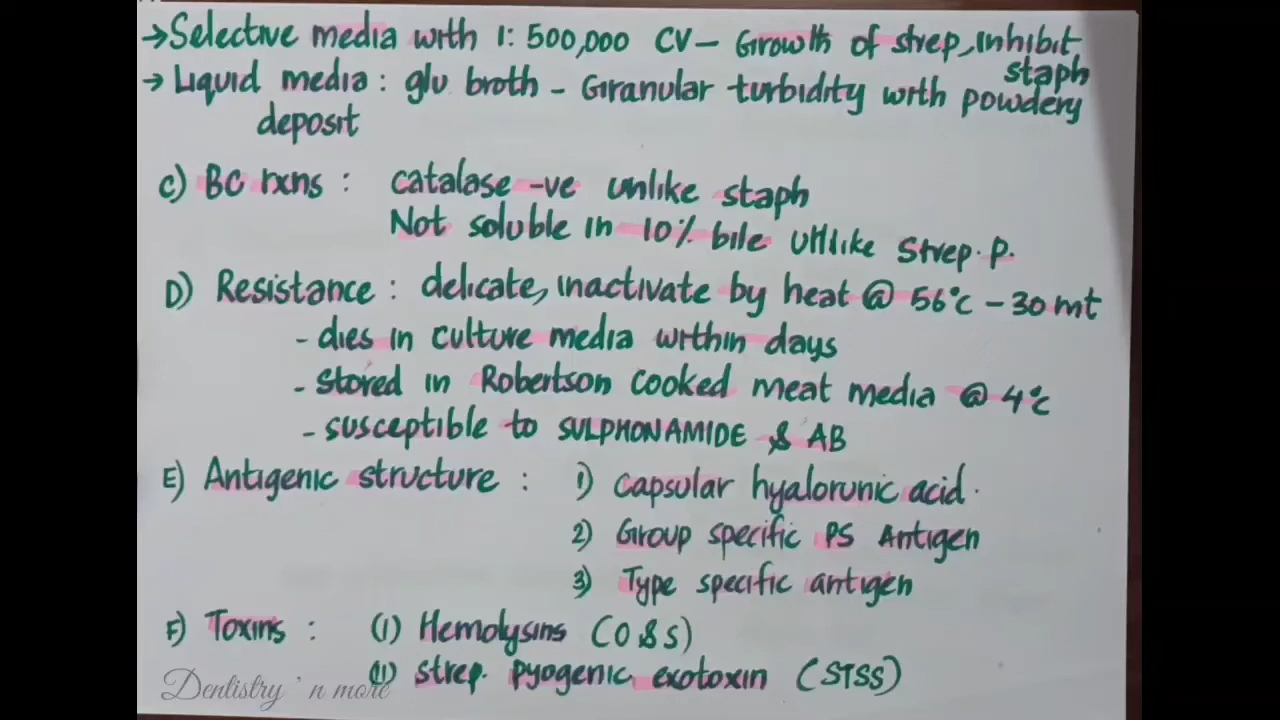 →Selective media with 1: 500,000 CV- Growth of strep, inhibit
staph
→ Liquid media: glu broth - Granular turbidity with powdery
deposit
C) BC rxns : catalase -ve unlike staph
Not soluble in 10% bile unlike Strep. P.
D) Resistance : delicate, inactivate by heat @ 56°c - 30 mt
- dies in culture media within days
- stored in Robertson cooked meat media @ 4°c
- susceptible to SULPHONAMIDE & AB
E) Antigenic structure : 1) capsular hyalorunic acid.
2) Group specific PS Antigen
3) Type specific antigen
F) Toxins : (1) Hemolysins (O & S)
(11) strep. pyogenic exotoxin (STSS)
Dentistry 'n more